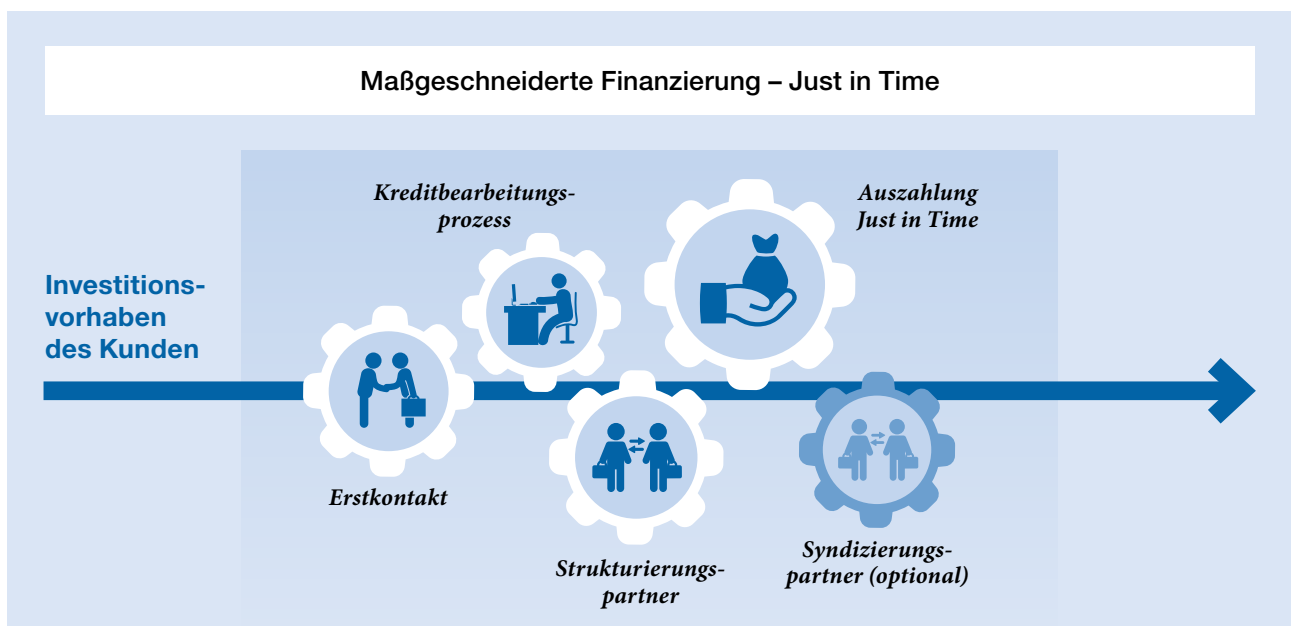 Maßgeschneiderte Finanzierung – Just in Time
Investitions-
vorhaben
des Kunden
Erstkontakt
Kreditbearbeitungs-
prozess
Strukturierungs-
partner
Auszahlung
Just in Time
Syndizierungs-
partner (optional)